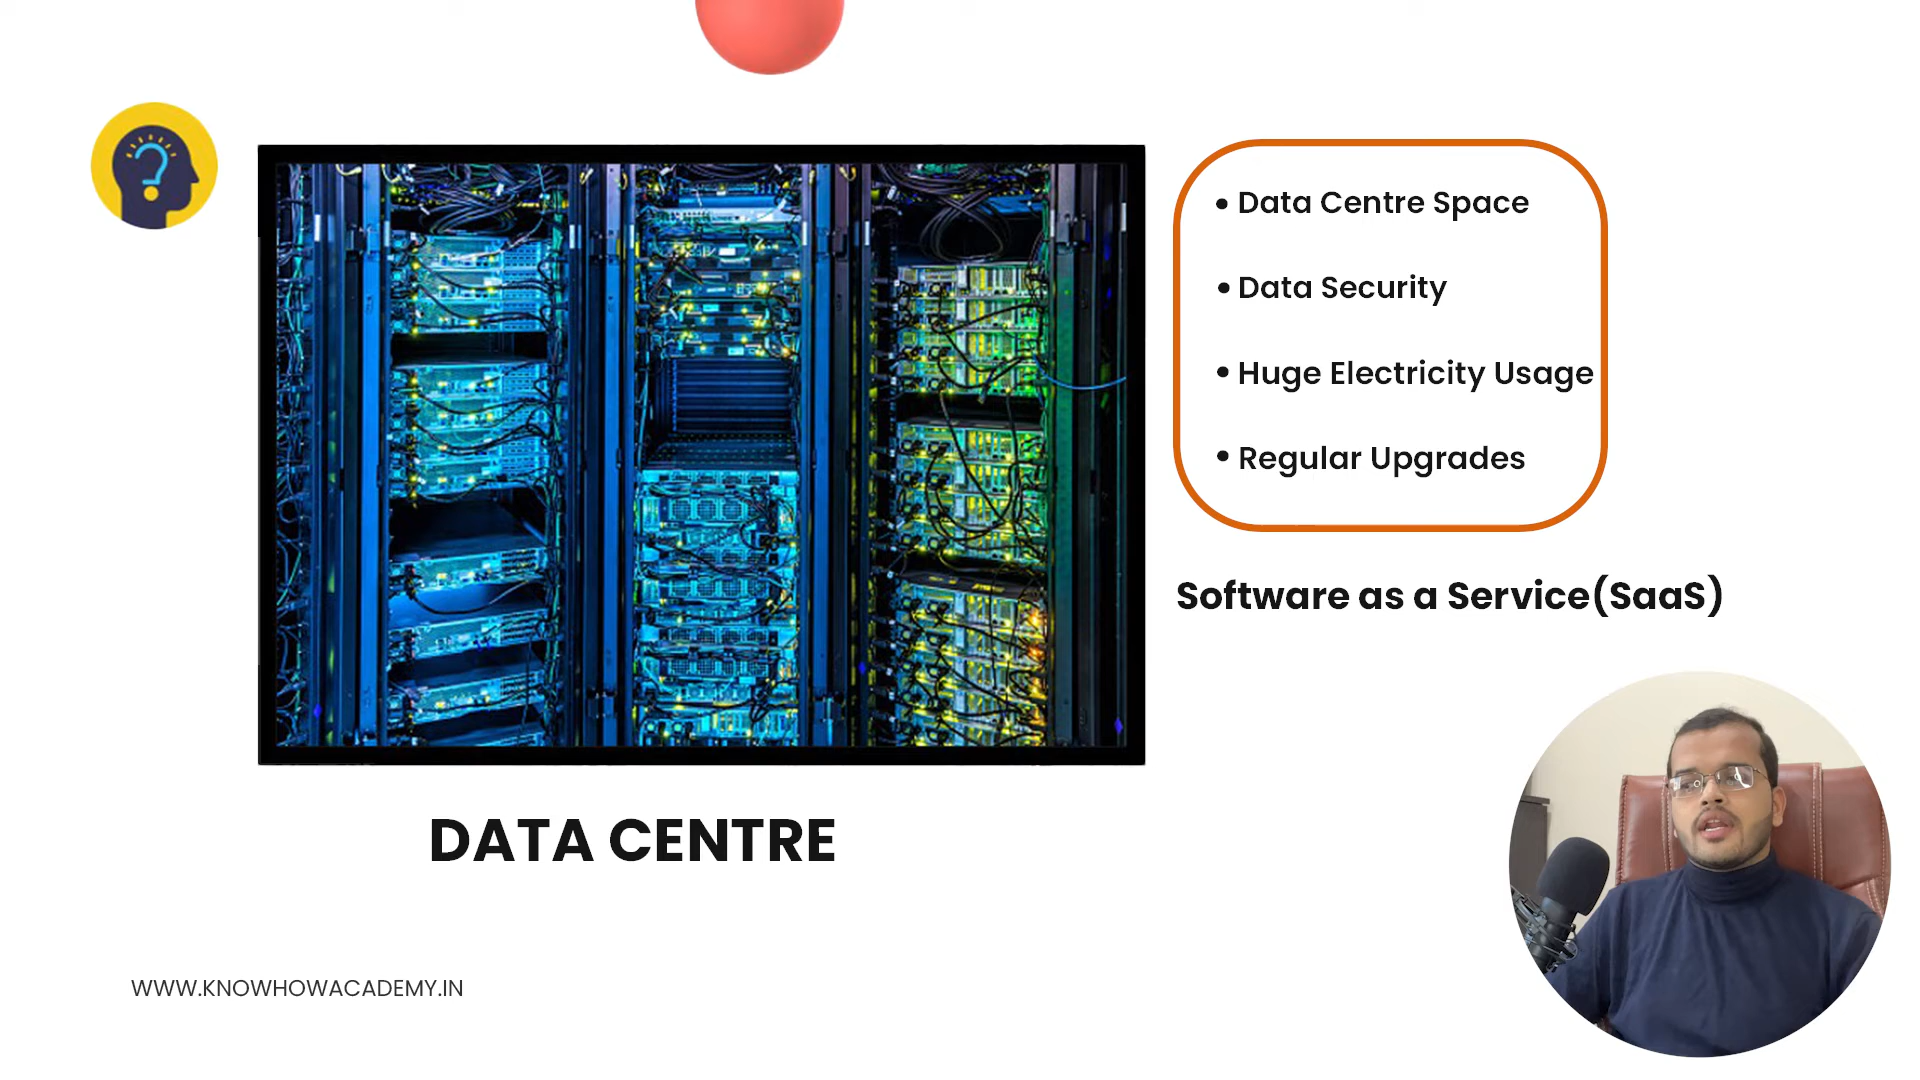 • Data Centre Space
• Data Security
• Huge Electricity Usage
• Regular Upgrades
Software as a Service(SaaS)
DATA CENTRE
WWW.KNOWHOWACADEMY.IN